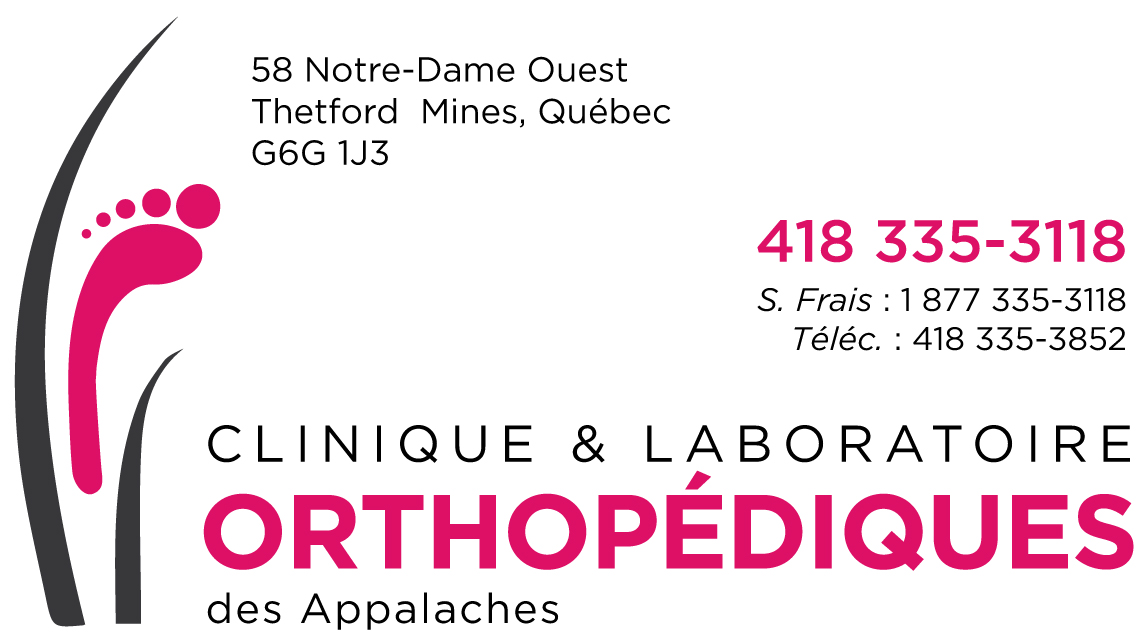 58 Notre-Dame Ouest
Thetford Mines, Québec
G6G 1J3
418 335-3118
S. Frais : 1 877 335-3118
Téléc. : 418 335-3852
CLINIQUE & LABORATOIRE
ORTHOPÉDIQUES
des Appalaches